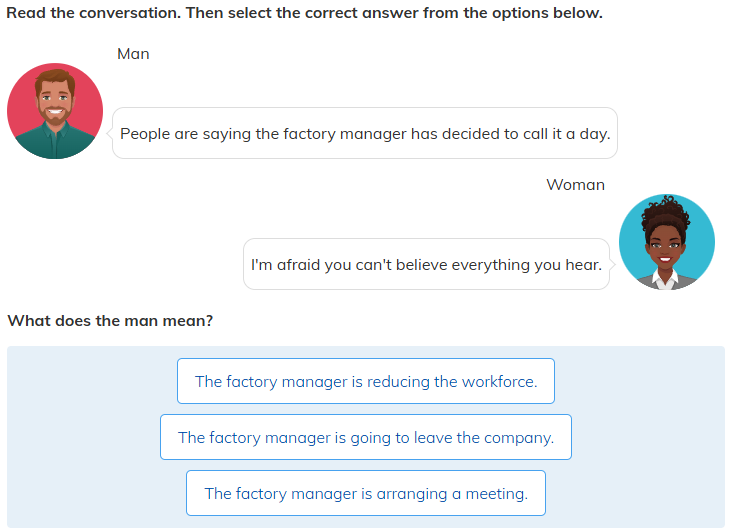 Read the conversation. Then select the correct answer from the options below.
Man
People are saying the factory manager has decided to call it a day.
Woman
I'm afraid you can't believe everything you hear.
What does the man mean?
The factory manager is reducing the workforce.
The factory manager is going to leave the company.
The factory manager is arranging a meeting.